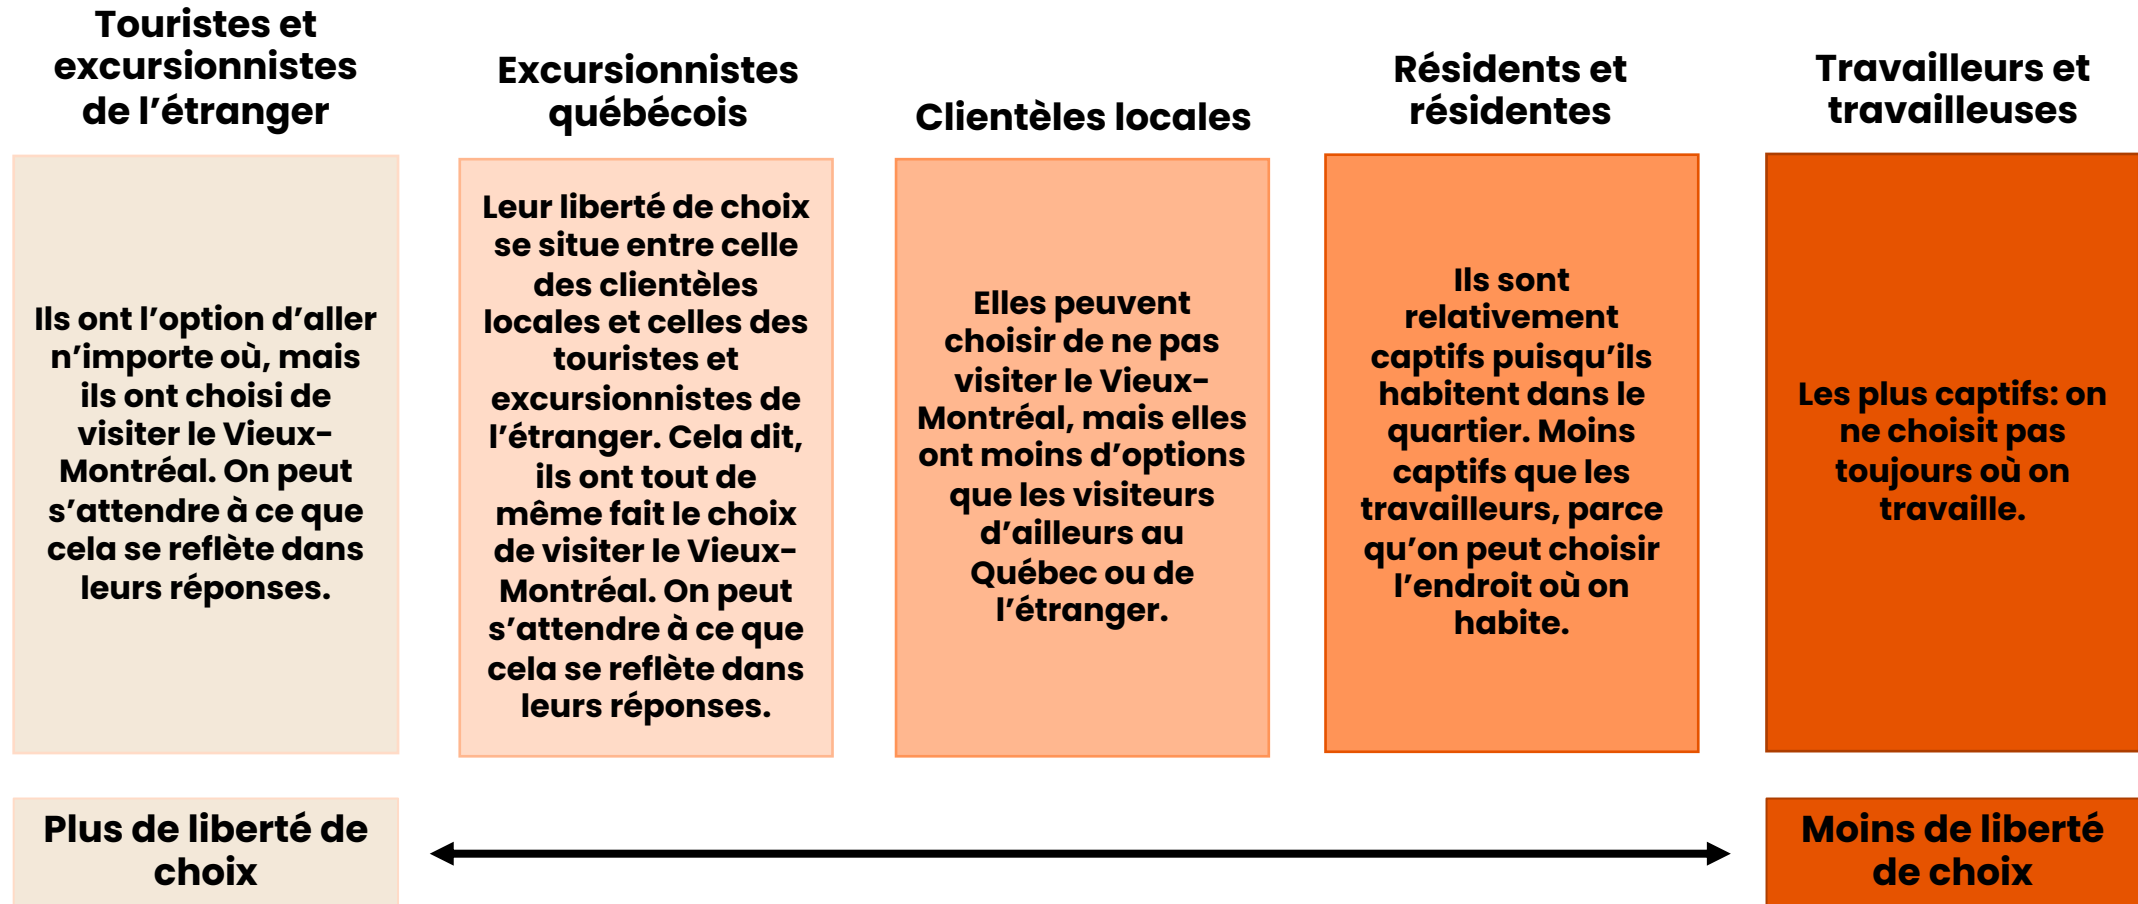 Touristes et
excursionnistes
de l’étranger
Ils ont l’option d’aller
n’importe où, mais
ils ont choisi de
visiter le Vieux-
Montréal. On peut
s’attendre à ce que
cela se reflète dans
leurs réponses.
Excursionnistes
québécois
Leur liberté de choix
se situe entre celle
des clientèles
locales et celles des
touristes et
excursionnistes de
l’étranger. Cela dit,
ils ont tout de
même fait le choix
de visiter le Vieux-
Montréal. On peut
s’attendre à ce que
cela se reflète dans
leurs réponses.
Clientèles locales
Elles peuvent
choisir de ne pas
visiter le Vieux-
Montréal, mais elles
ont moins d’options
que les visiteurs
d’ailleurs au
Québec ou de
l’étranger.
Résidents et
résidentes
Ils sont
relativement
captifs puisqu’ils
habitent dans le
quartier. Moins
captifs que les
travailleurs, parce
qu’on peut choisir
l’endroit où on
habite.
Travailleurs et
travailleuses
Les plus captifs: on
ne choisit pas
toujours où on
travaille.
Plus de liberté de
choix
Moins de liberté
de choix